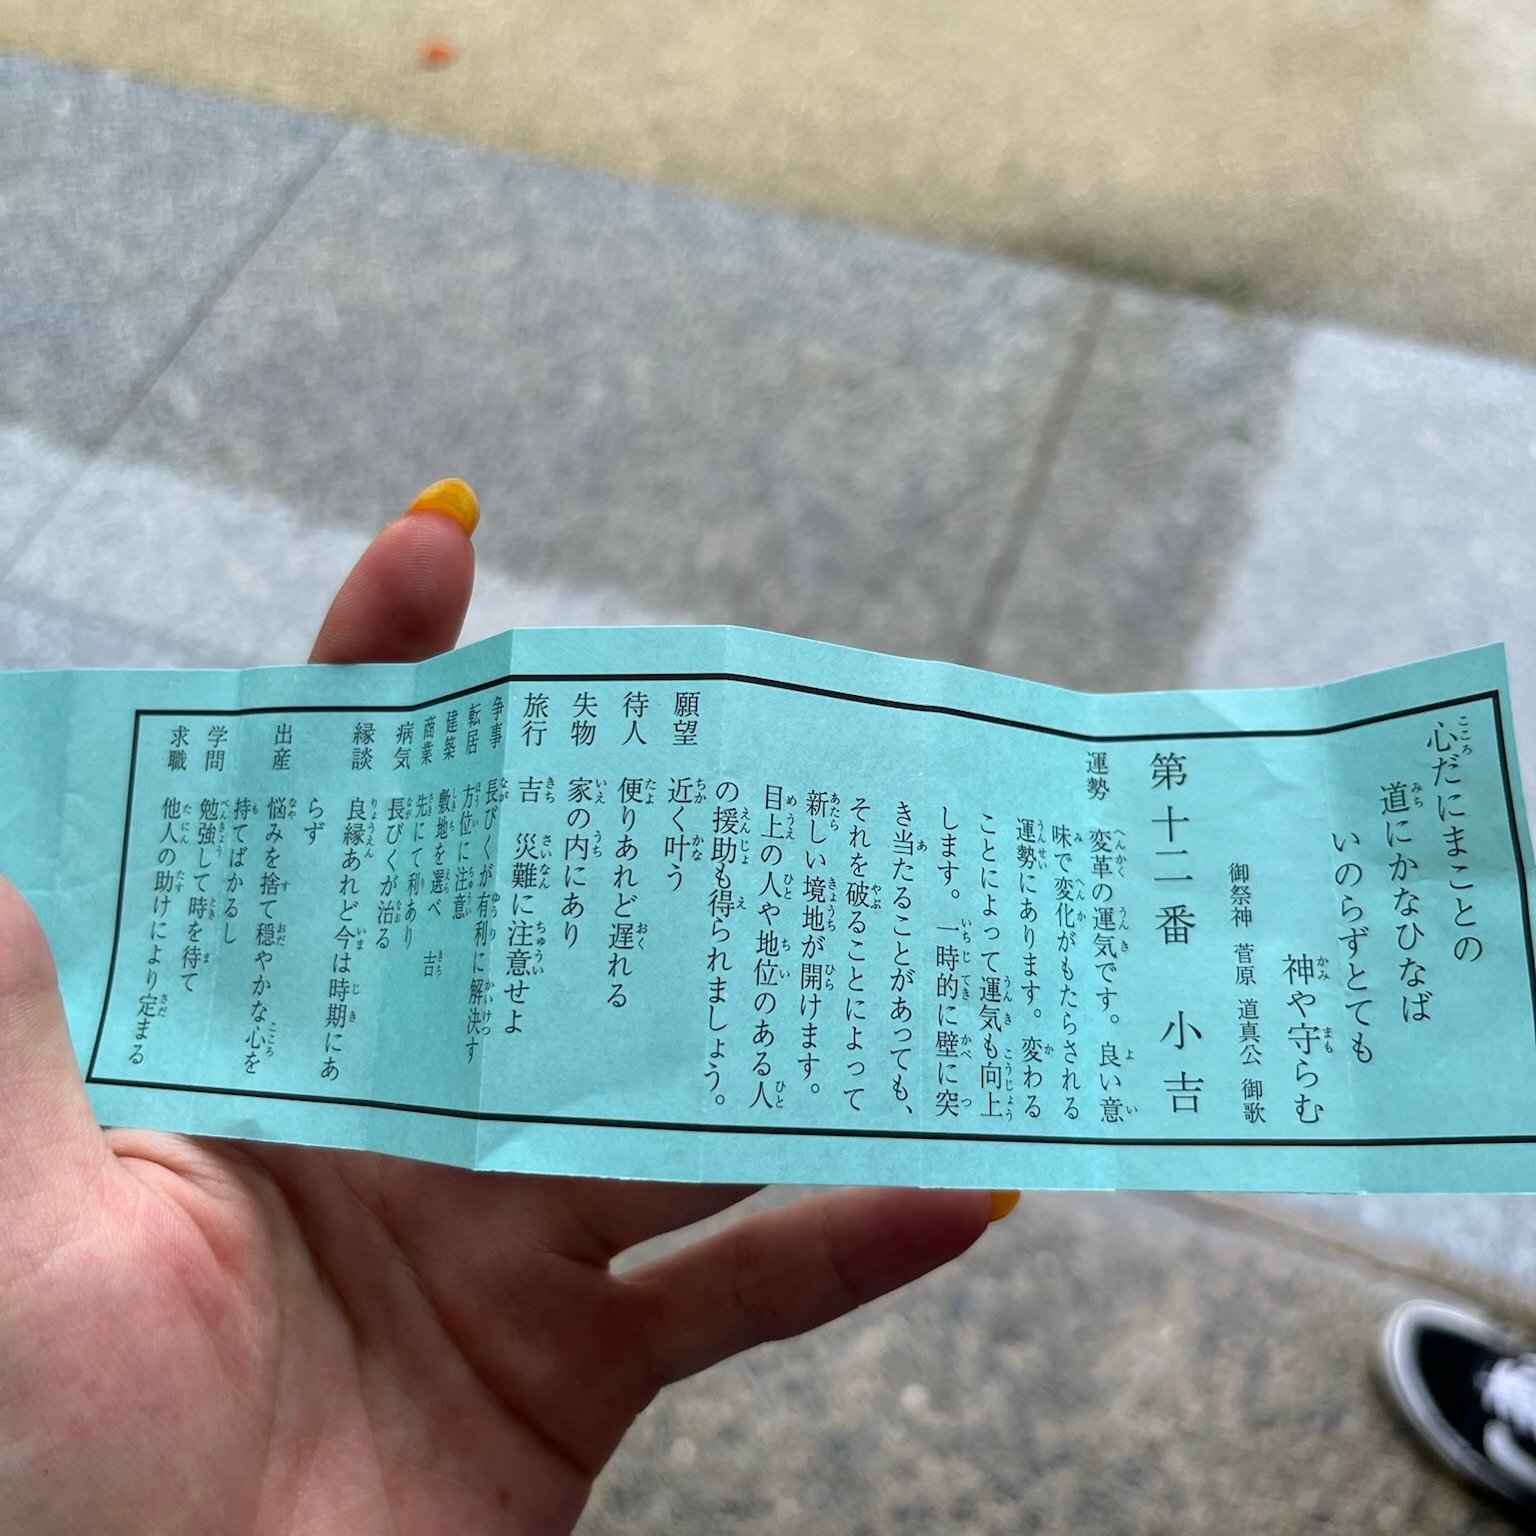 心だにまことの
道にかなひなば
いのらずとても
神や守らむ
御祭神 菅原 道真公 御歌
第十二番 小吉
運勢 変革の運気です。良い意
味で変化がもたらされる
運勢にあります。変わる
ことによって運気も向上
します。一時的に壁に突
き当たることがあっても、
それを破ることによって
新しい境地が開けます。
目上の人や地位のある人
の援助も得られましょう。
願望 近く叶う
待人 便りあれど遅れる
失物 家の内にあり
旅行 吉 災難に注意せよ
争事 長びくが有利に解決す
転居 方位に注意
建築 敷地を選べ 吉
商業 先にて利あり
病気 長びくが治る
縁談 良縁あれど今は時期にあ
らず
出産 悩みを捨て穏やかな心を
持てばかるし
学問 勉強して時を待て
求職 他人の助けにより定まる